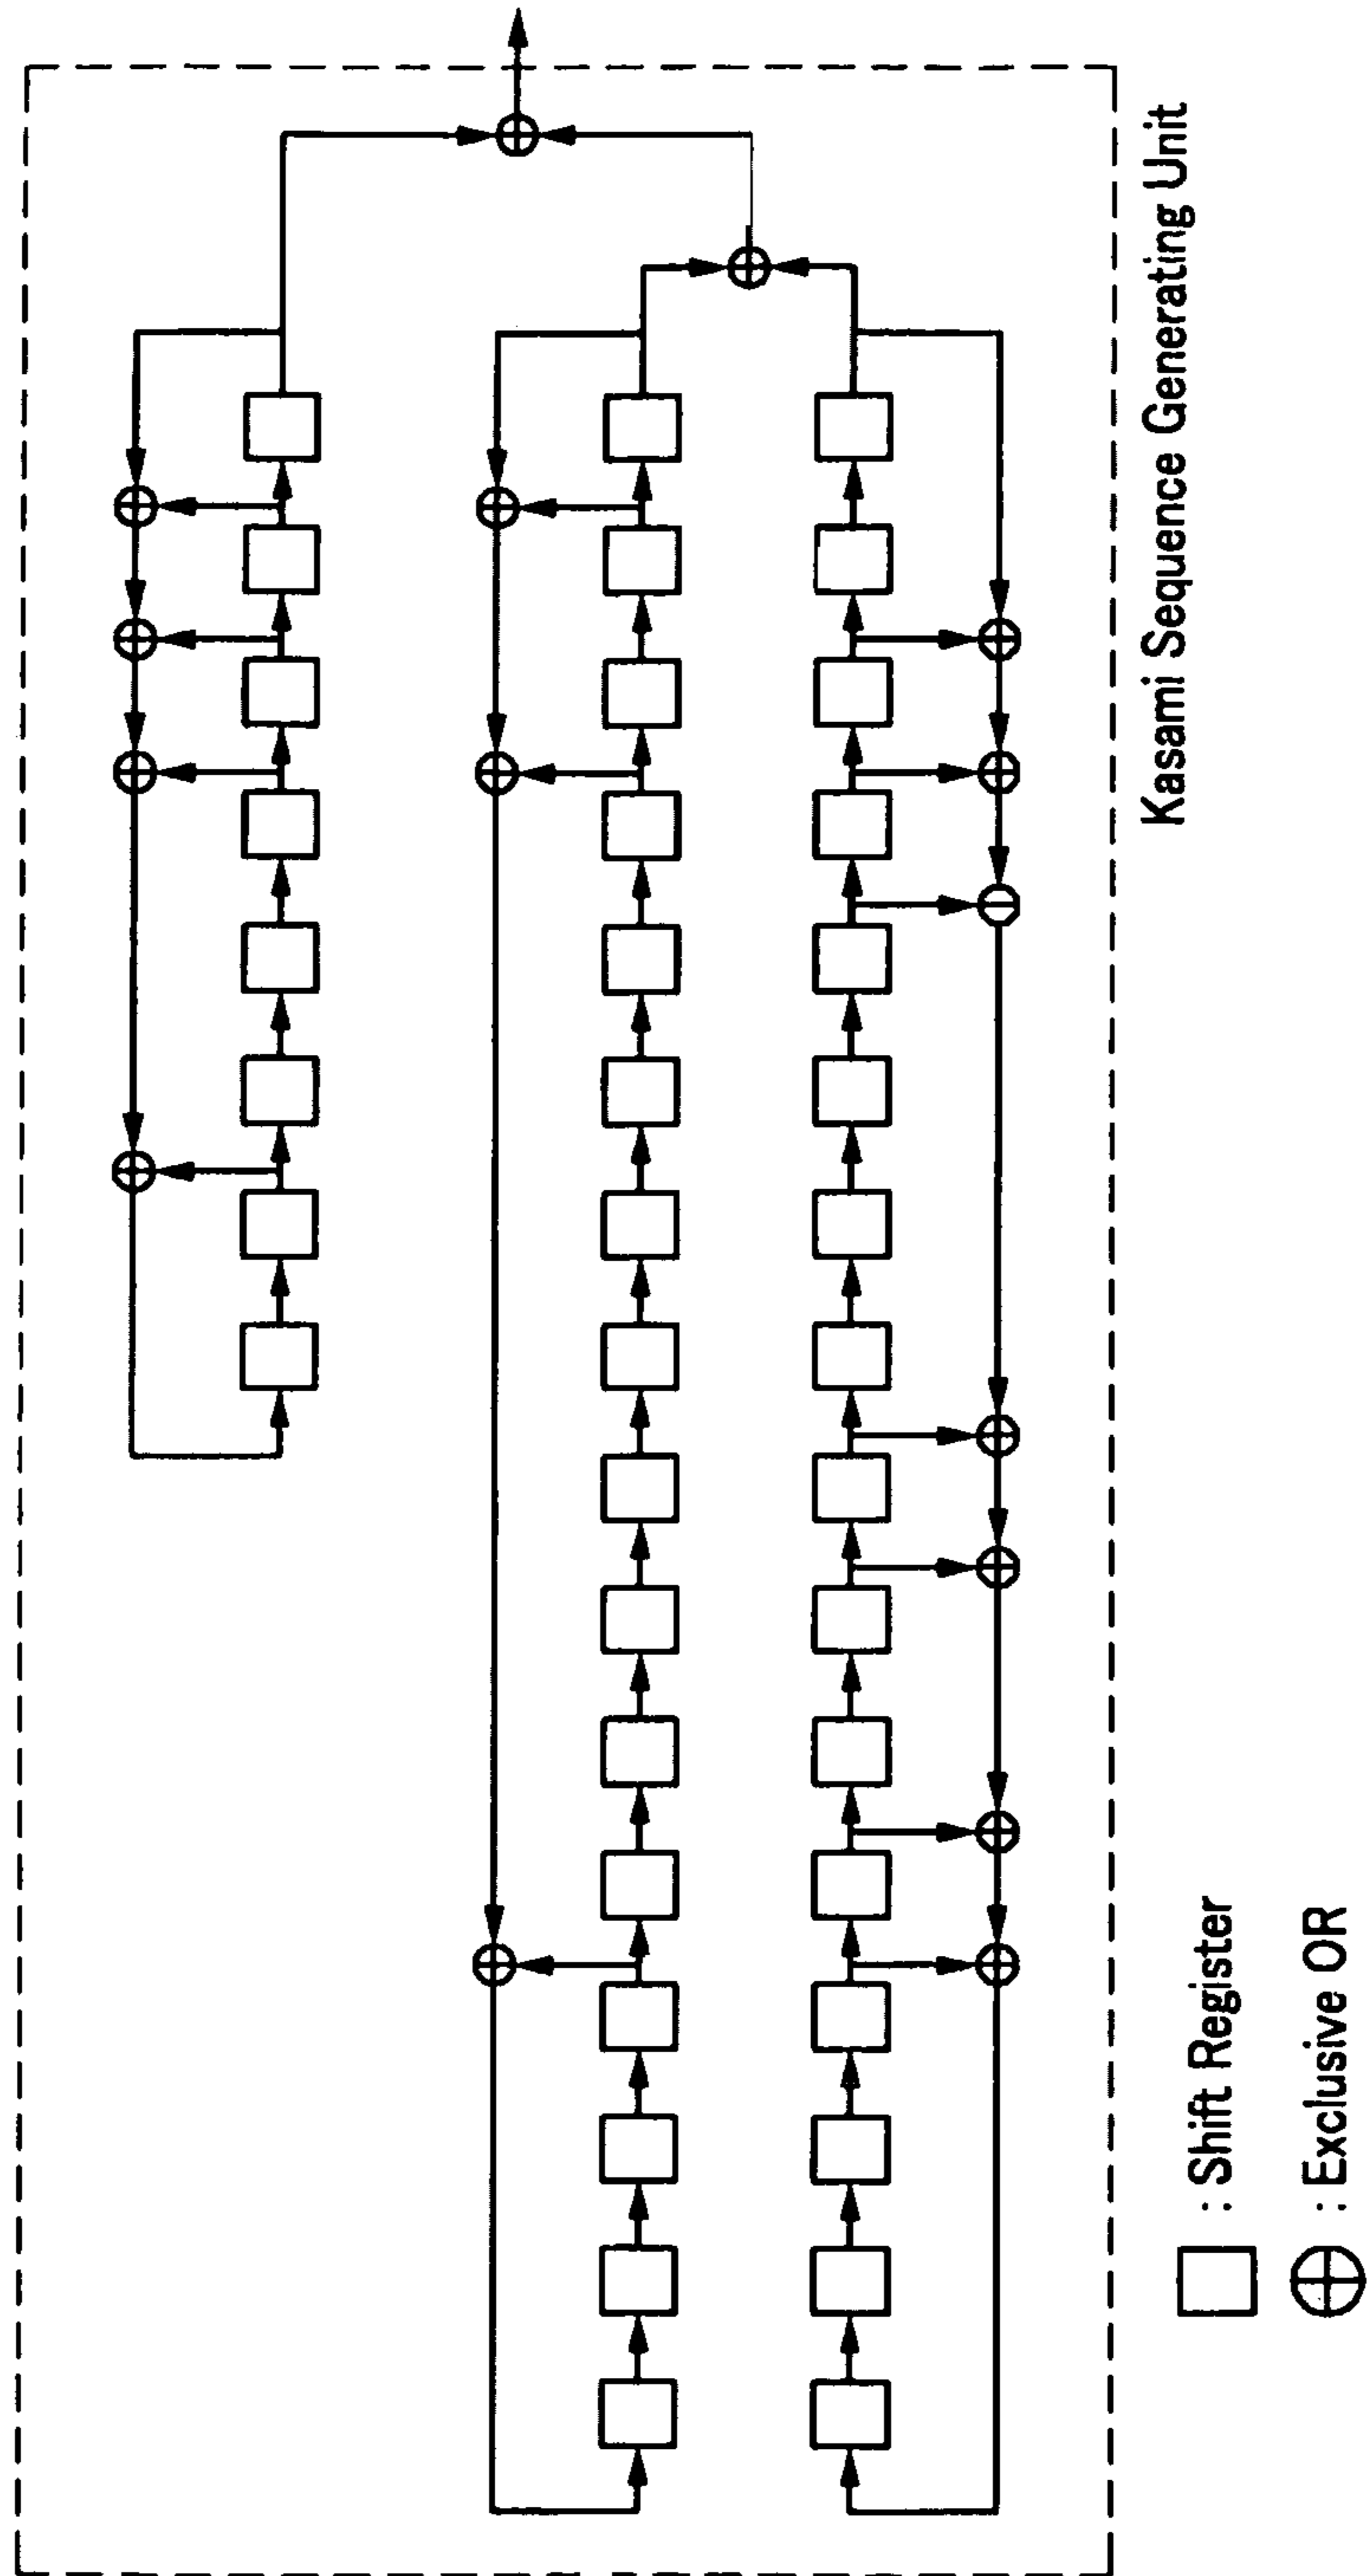 Kasami Sequence Generating Unit
: Shift Register
: Exclusive OR